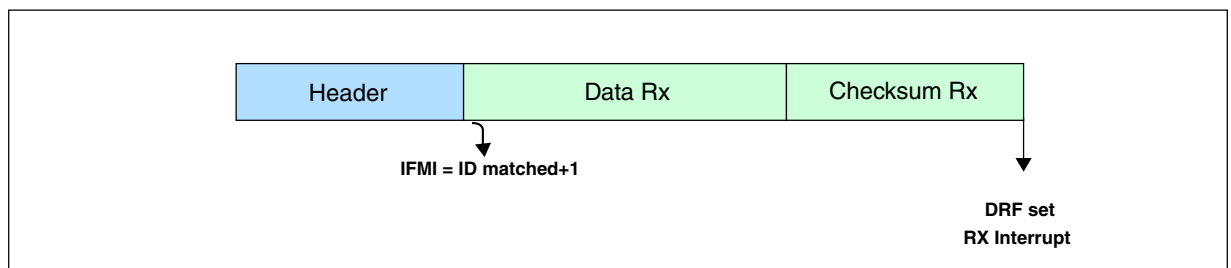 Header
Data Rx
Checksum Rx
IFMI = ID matched+1
DRF set
RX Interrupt